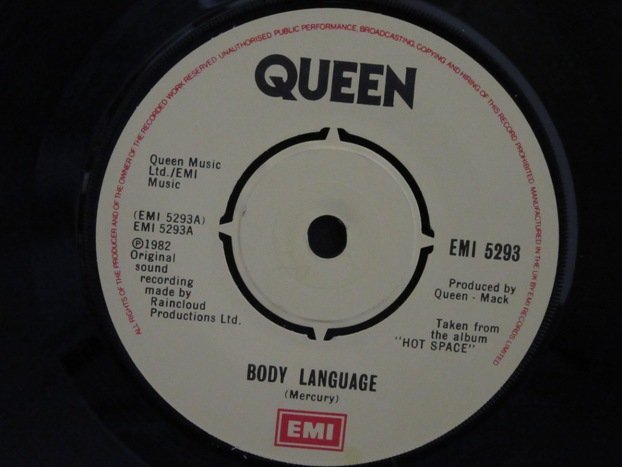 ALL RIGHTS OF THE PRODUCER AND OF THE OWNER OF THE RECORDED WORK RESERVED UNAUTHORISED PUBLIC PERFORMANCE, BROADCASTING, COPYING AND HIRING OF THIS RECORD PROHIBITED MANUFACTURED IN THE UK BY EMI RECORDS LIMITED
QUEEN
Queen Music
Ltd./EMI
Music
(EMI 5293A)
EMI 5293A
Ⓟ1982
Original
sound
recording
made by
Raincloud
Productions Ltd.
EMI 5293
Produced by
Queen - Mack
Taken from
the album
"HOT SPACE"
BODY LANGUAGE
(Mercury)
EMI